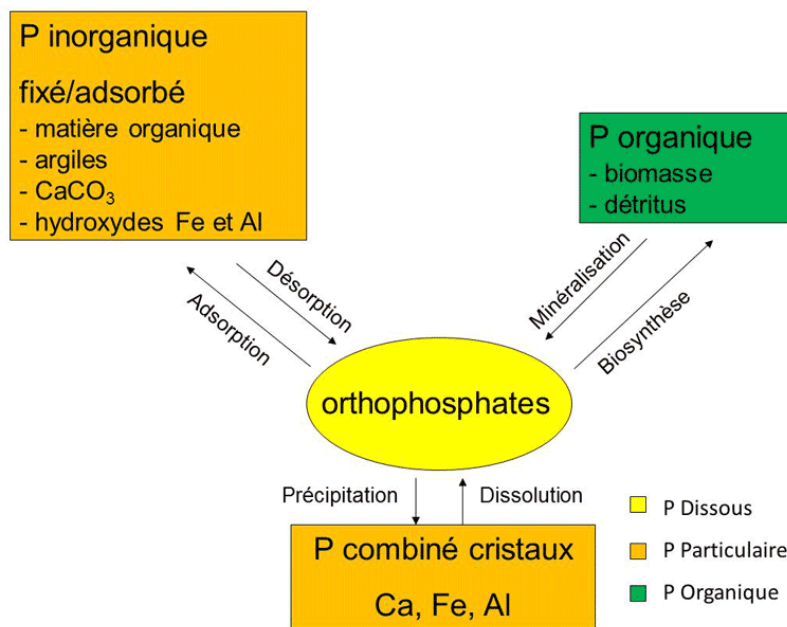 P inorganique
fixé/adsorbé
- matière organique
- argiles
- CaCO₃
- hydroxydes Fe et Al
P organique
- biomasse
- détritus
Désorption
Adsorption
Minéralisation
Biosynthèse
orthophosphates
Précipitation
Dissolution
P combiné cristaux
Ca, Fe, Al
P Dissous
P Particulaire
P Organique